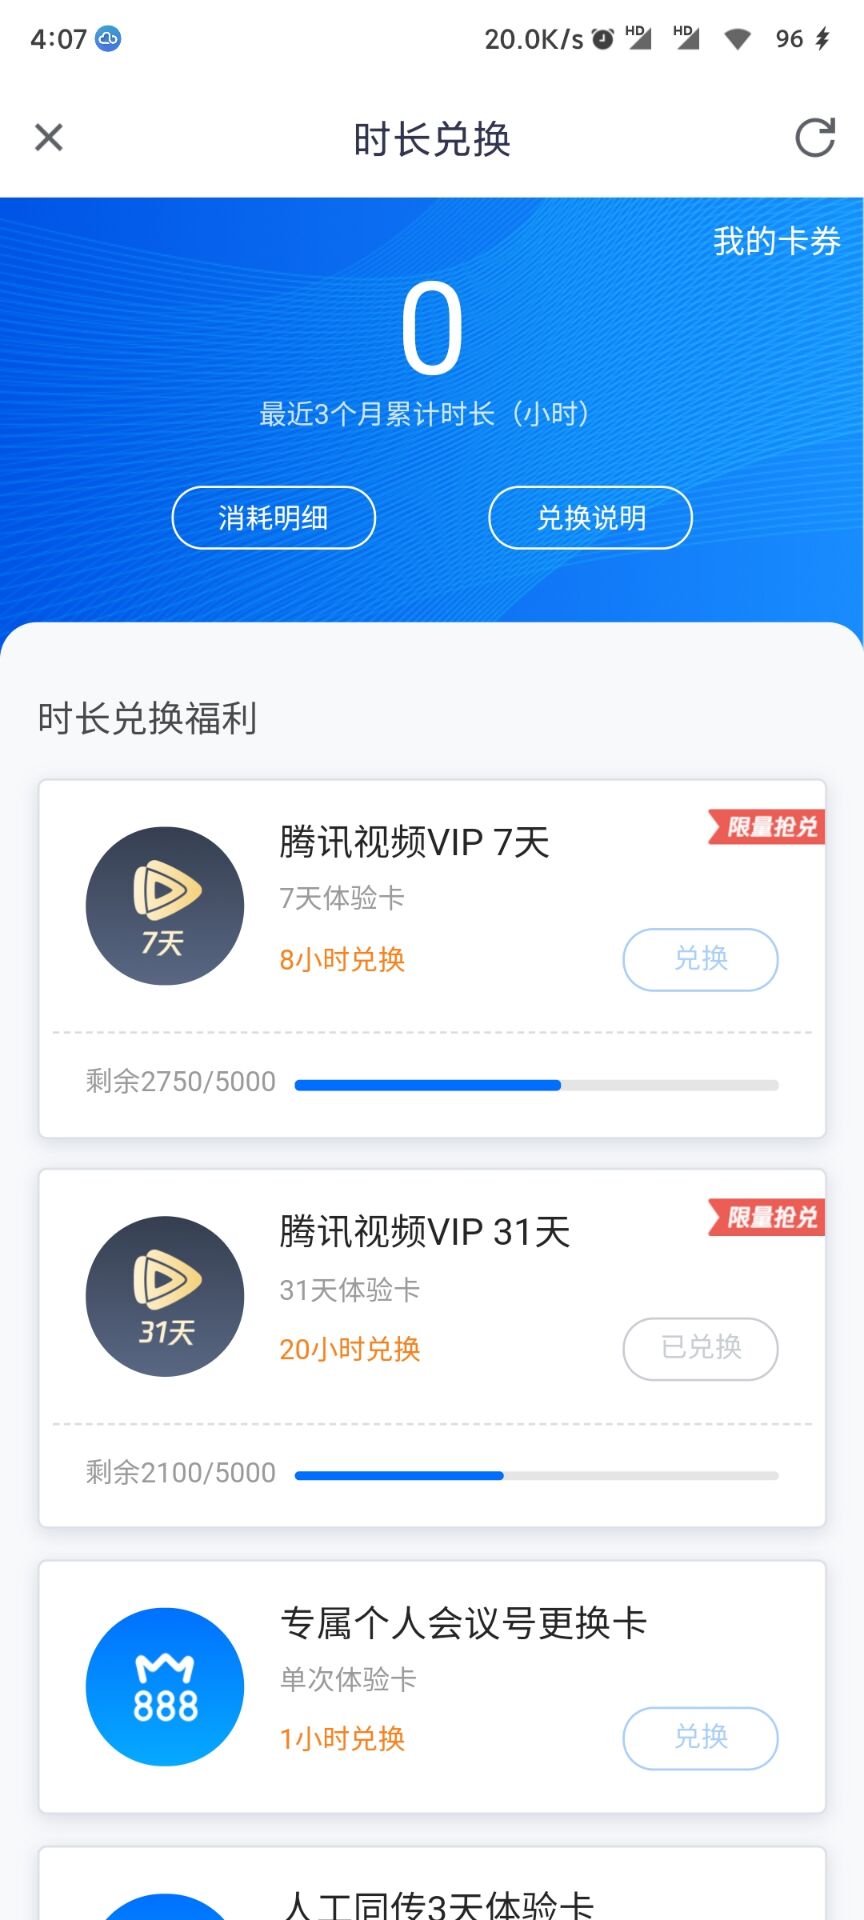 4:07 20.0K/s HD HD 96
时长兑换
我的卡券
0
最近3个月累计时长（小时）
消耗明细 兑换说明
时长兑换福利
腾讯视频VIP 7天
限量抢兑
7天
7天体验卡
8小时兑换
兑换
剩余2750/5000
腾讯视频VIP 31天
限量抢兑
31天
31天体验卡
20小时兑换
已兑换
剩余2100/5000
专属个人会议号更换卡
888
单次体验卡
1小时兑换
兑换
人工同传3天体验卡